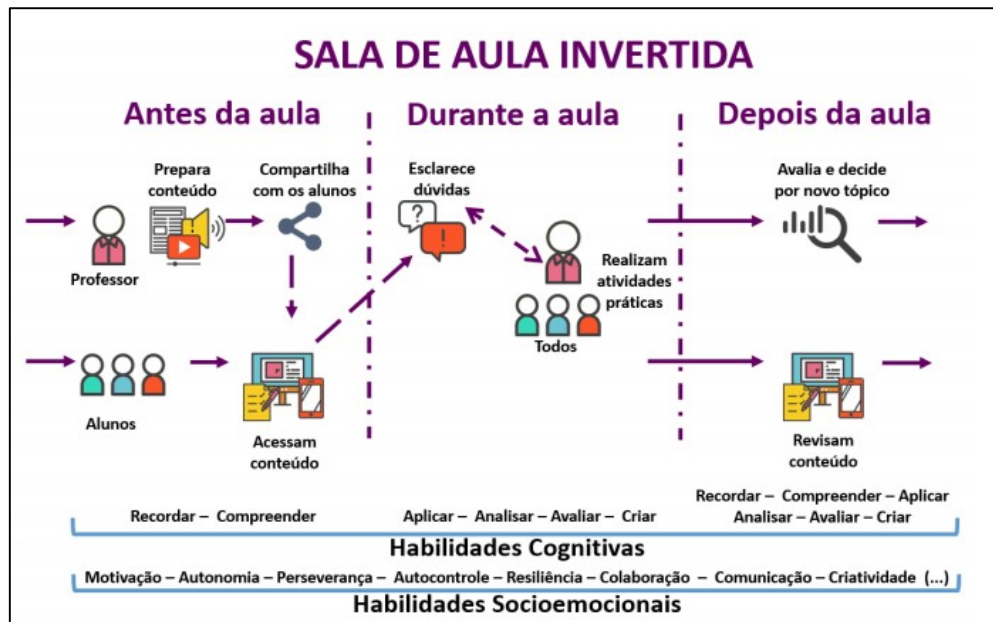 SALA DE AULA INVERTIDA
Antes da aula
Durante a aula
Depois da aula
Prepara
conteúdo
Compartilha
com os alunos
Professor
Alunos
Acessam
conteúdo
Esclarece
dúvidas
?
!
Realizam
atividades
práticas
Todos
Avalia e decide
por novo tópico
Revisam
conteúdo
Recordar – Compreender
Aplicar – Analisar – Avaliar – Criar
Recordar – Compreender – Aplicar
Analisar – Avaliar – Criar
Habilidades Cognitivas
Motivação – Autonomia – Perseverança – Autocontrole – Resiliência – Colaboração – Comunicação – Criatividade (...)
Habilidades Socioemocionais